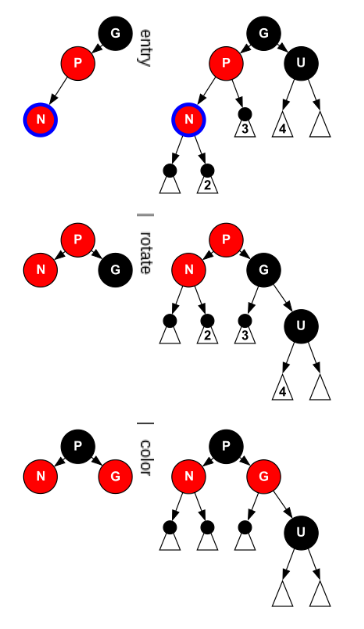 G G
P P U
entry
N N 3 4
2
P P
rotate
N G N G
2 3 U
4
P P
color
N G N G
U